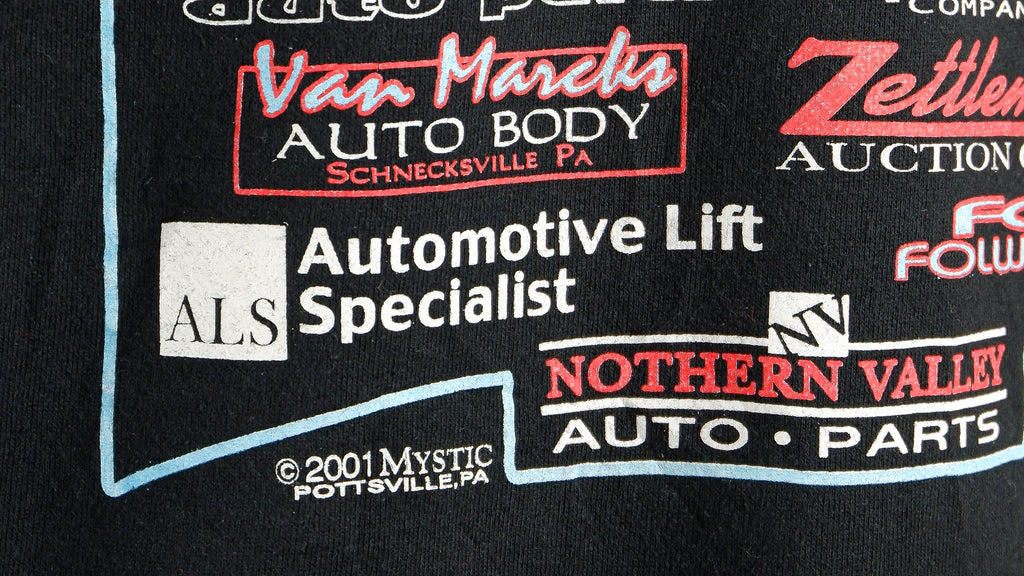 auto
COMPAN
Van Marcks
AUTO BODY
SCHNECKSVILLE PA
Zettlem
AUCTION
ALS
Automotive Lift
Specialist
FO
FOLW
NV
NOTHERN VALLEY
AUTO • PARTS
© 2001 MYSTIC
POTTSVILLE, PA